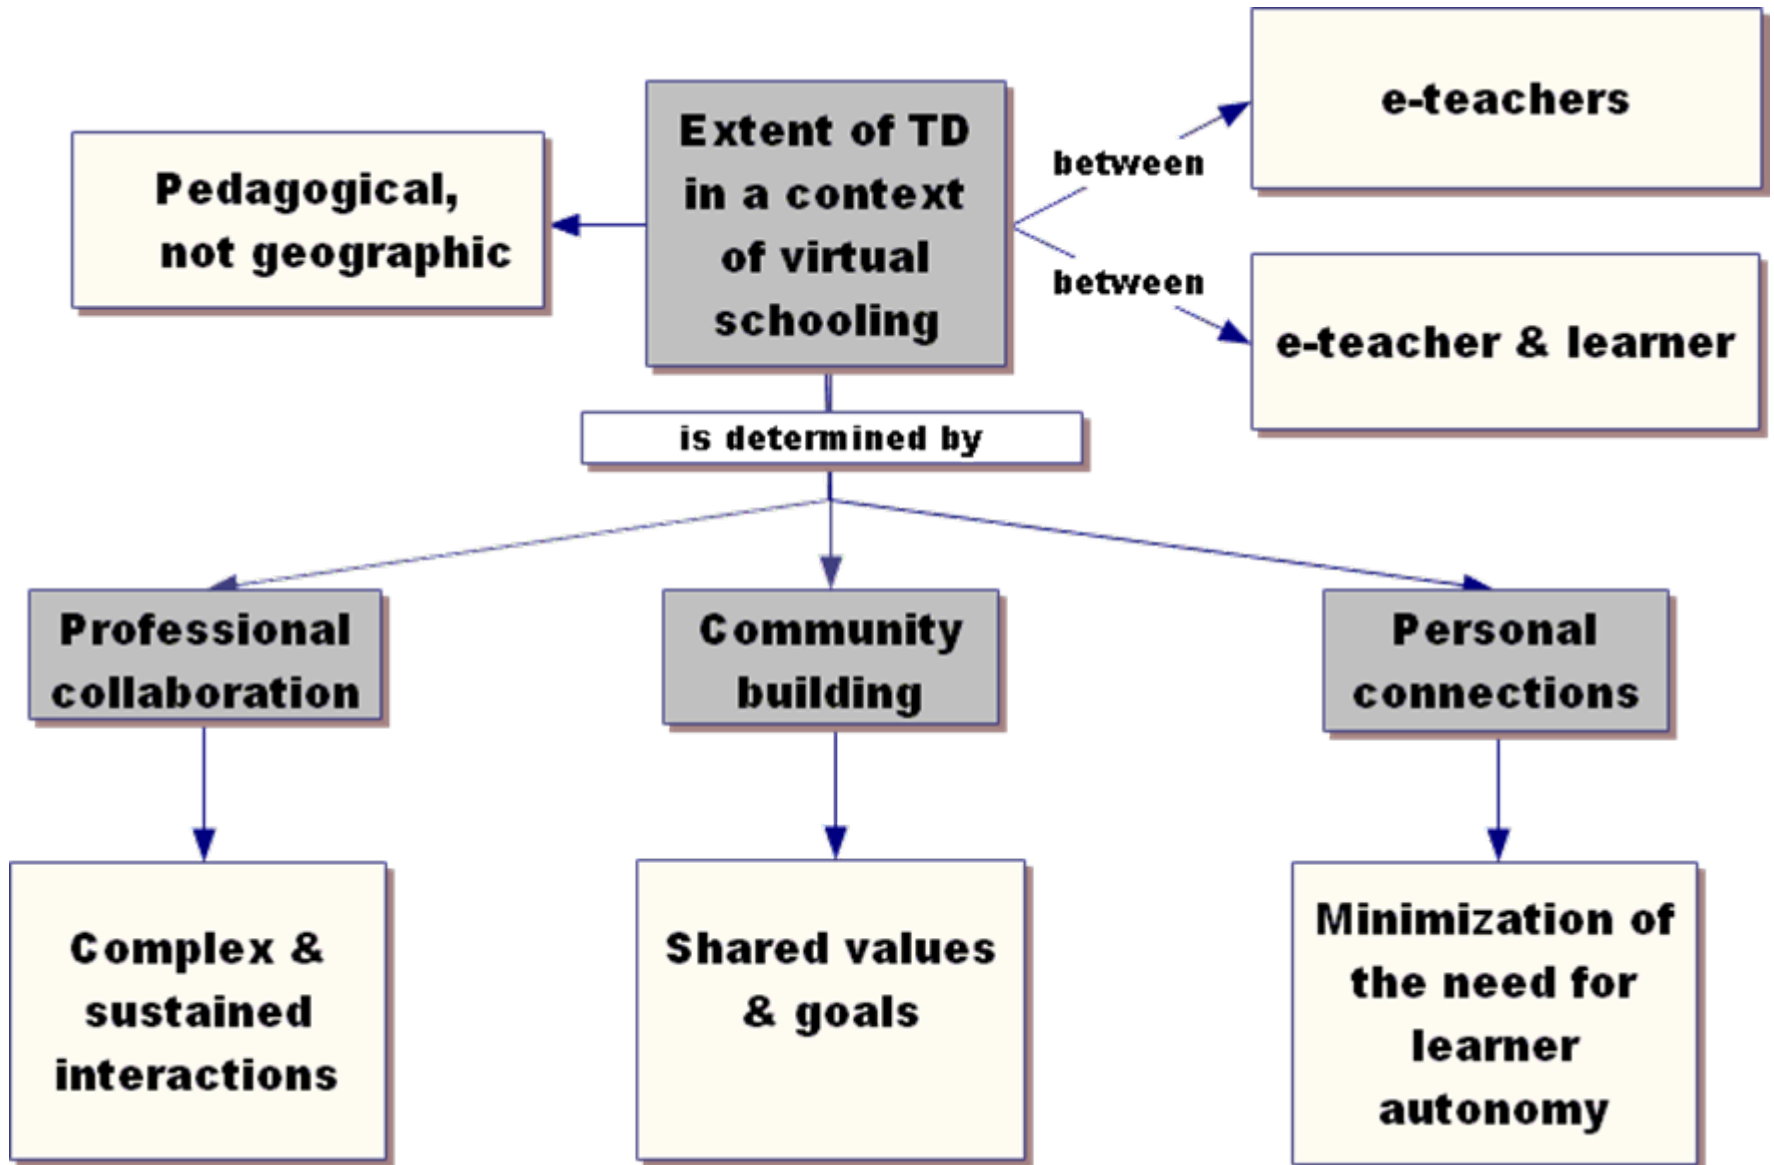 Extent of TD
in a context
of virtual
schooling
Pedagogical,
not geographic
between
e-teachers
between
e-teacher & learner
is determined by
Professional
collaboration
Community
building
Personal
connections
Complex &
sustained
interactions
Shared values
& goals
Minimization of
the need for
learner
autonomy